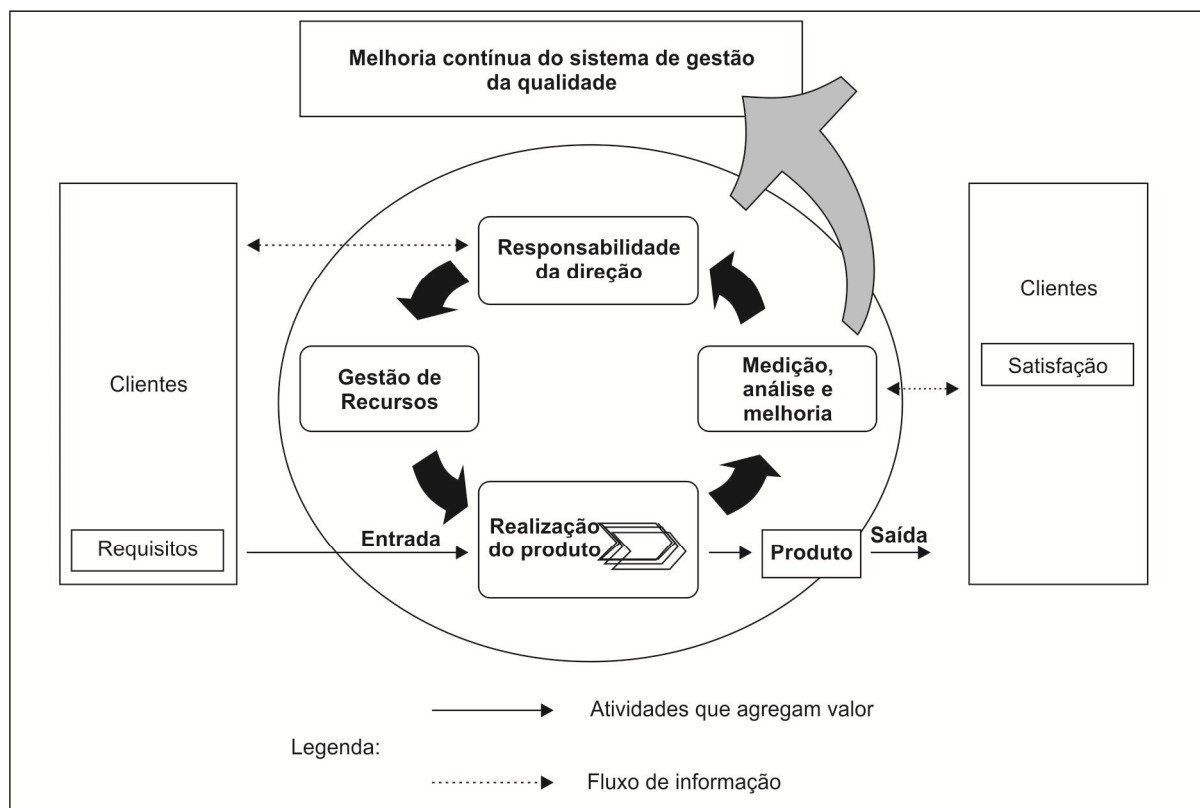 Melhoria contínua do sistema de gestão
da qualidade
Responsabilidade
da direção
Clientes
Gestão de
Recursos
Medição,
análise e
melhoria
Clientes
Satisfação
Requisitos
Entrada
Realização
do produto
Produto
Saída
Atividades que agregam valor
Legenda:
Fluxo de informação